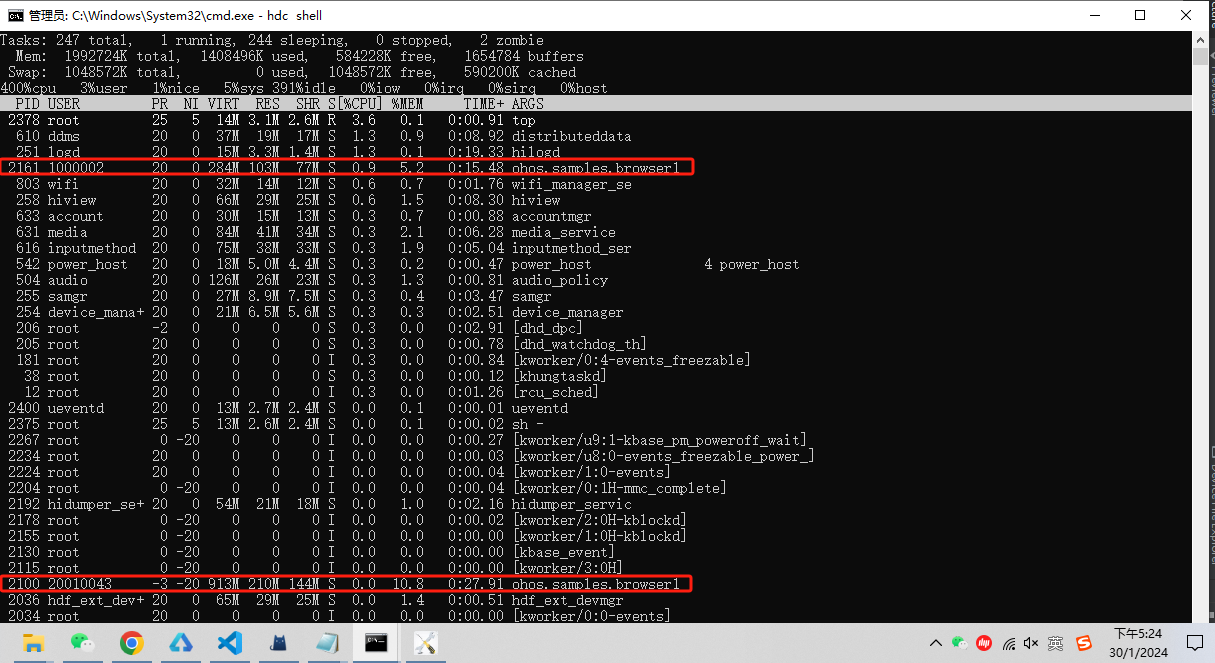 管理员: C:\Windows\System32\cmd.exe - hdc shell
Tasks: 247 total, 1 running, 244 sleeping, 0 stopped, 2 zombie
Mem: 1992724K total, 1408496K used, 584228K free, 1654784 buffers
Swap: 1048572K total, 0 used, 1048572K free, 590200K cached
400%cpu 3%user 1%nice 5%sys 391%idle 0%iow 0%irq 0%sirq 0%host
PID USER PR NI VIRT RES SHR S[%CPU] %MEM TIME+ ARGS
2378 root 25 5 14M 3.1M 2.6M R 3.6 0.1 0:00.91 top
610 ddms 20 0 37M 19M 17M S 1.3 0.9 0:08.92 distributeddata
251 logd 20 0 15M 3.3M 1.4M S 1.3 0.1 0:19.33 hilogd
2161 1000002 20 0 284M 103M 77M S 0.9 5.2 0:15.48 ohos.samples.browser1
803 wifi 20 0 32M 14M 12M S 0.6 0.7 0:01.76 wifi_manager_se
258 hiview 20 0 66M 29M 25M S 0.6 1.5 0:08.30 hiview
633 account 20 0 30M 15M 13M S 0.3 0.7 0:00.88 accountmgr
631 media 20 0 84M 41M 34M S 0.3 2.1 0:06.28 media_service
616 inputmethod 20 0 75M 38M 33M S 0.3 1.9 0:05.04 inputmethod_ser
542 power_host 20 0 18M 5.0M 4.4M S 0.3 0.2 0:00.47 power_host 4 power_host
504 audio 20 0 126M 26M 23M S 0.3 1.3 0:00.81 audio_policy
255 samgr 20 0 27M 8.9M 7.5M S 0.3 0.4 0:03.47 samgr
254 device_mana+ 20 0 21M 6.5M 5.6M S 0.3 0.3 0:02.51 device_manager
206 root -2 0 0 0 0 S 0.3 0.0 0:02.91 [dhd_dpc]
205 root 20 0 0 0 0 S 0.3 0.0 0:00.78 [dhd_watchdog_th]
181 root 20 0 0 0 0 I 0.3 0.0 0:00.84 [kworker/0:4-events_freezable]
38 root 20 0 0 0 0 S 0.3 0.0 0:00.12 [khungtaskd]
12 root 20 0 0 0 0 I 0.3 0.0 0:01.26 [rcu_sched]
2400 ueventd 20 0 13M 2.7M 2.4M S 0.0 0.1 0:00.01 ueventd
2375 root 25 5 13M 2.6M 2.4M S 0.0 0.1 0:00.02 sh -
2267 root 0 -20 0 0 0 I 0.0 0.0 0:00.27 [kworker/u9:1-kbase_pm_poweroff_wait]
2234 root 20 0 0 0 0 I 0.0 0.0 0:00.03 [kworker/u8:0-events_freezable_power_]
2224 root 20 0 0 0 0 I 0.0 0.0 0:00.04 [kworker/1:0-events]
2204 root 0 -20 0 0 0 I 0.0 0.0 0:00.04 [kworker/0:1H-mmc_complete]
2192 hidumper_se+ 20 0 54M 21M 18M S 0.0 1.0 0:02.16 hidumper_servic
2178 root 0 -20 0 0 0 I 0.0 0.0 0:00.02 [kworker/2:0H-kblockd]
2155 root 0 -20 0 0 0 I 0.0 0.0 0:00.00 [kworker/1:0H-kblockd]
2130 root 0 -20 0 0 0 I 0.0 0.0 0:00.00 [kbase_event]
2115 root 0 -20 0 0 0 I 0.0 0.0 0:00.00 [kworker/3:0H]
2100 20010043 -3 -20 913M 210M 144M S 0.0 10.8 0:27.91 ohos.samples.browser1
2036 hdf_ext_dev+ 20 0 65M 29M 25M S 0.0 1.4 0:00.51 hdf_ext_devmgr
2034 root 20 0 0 0 0 I 0.0 0.0 0:00.00 [kworker/0:0-events]
英
下午5:24
30/1/2024